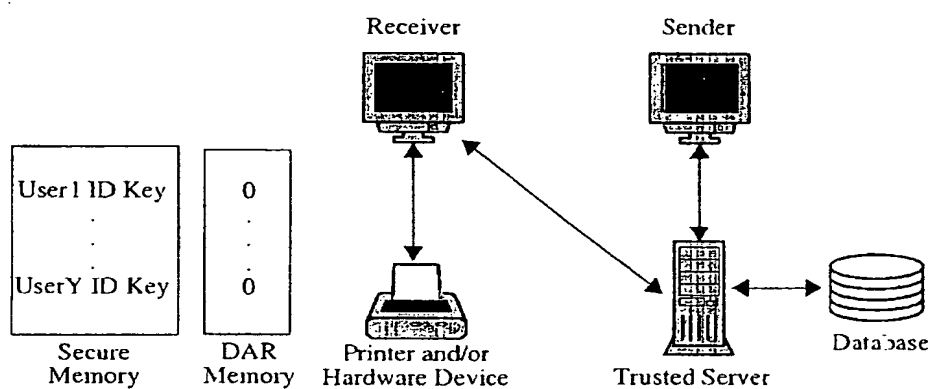 Receiver
Sender
User1 ID Key
0
UserY ID Key
0
Secure
Memory
DAR
Memory
Printer and/or
Hardware Device
Trusted Server
Database